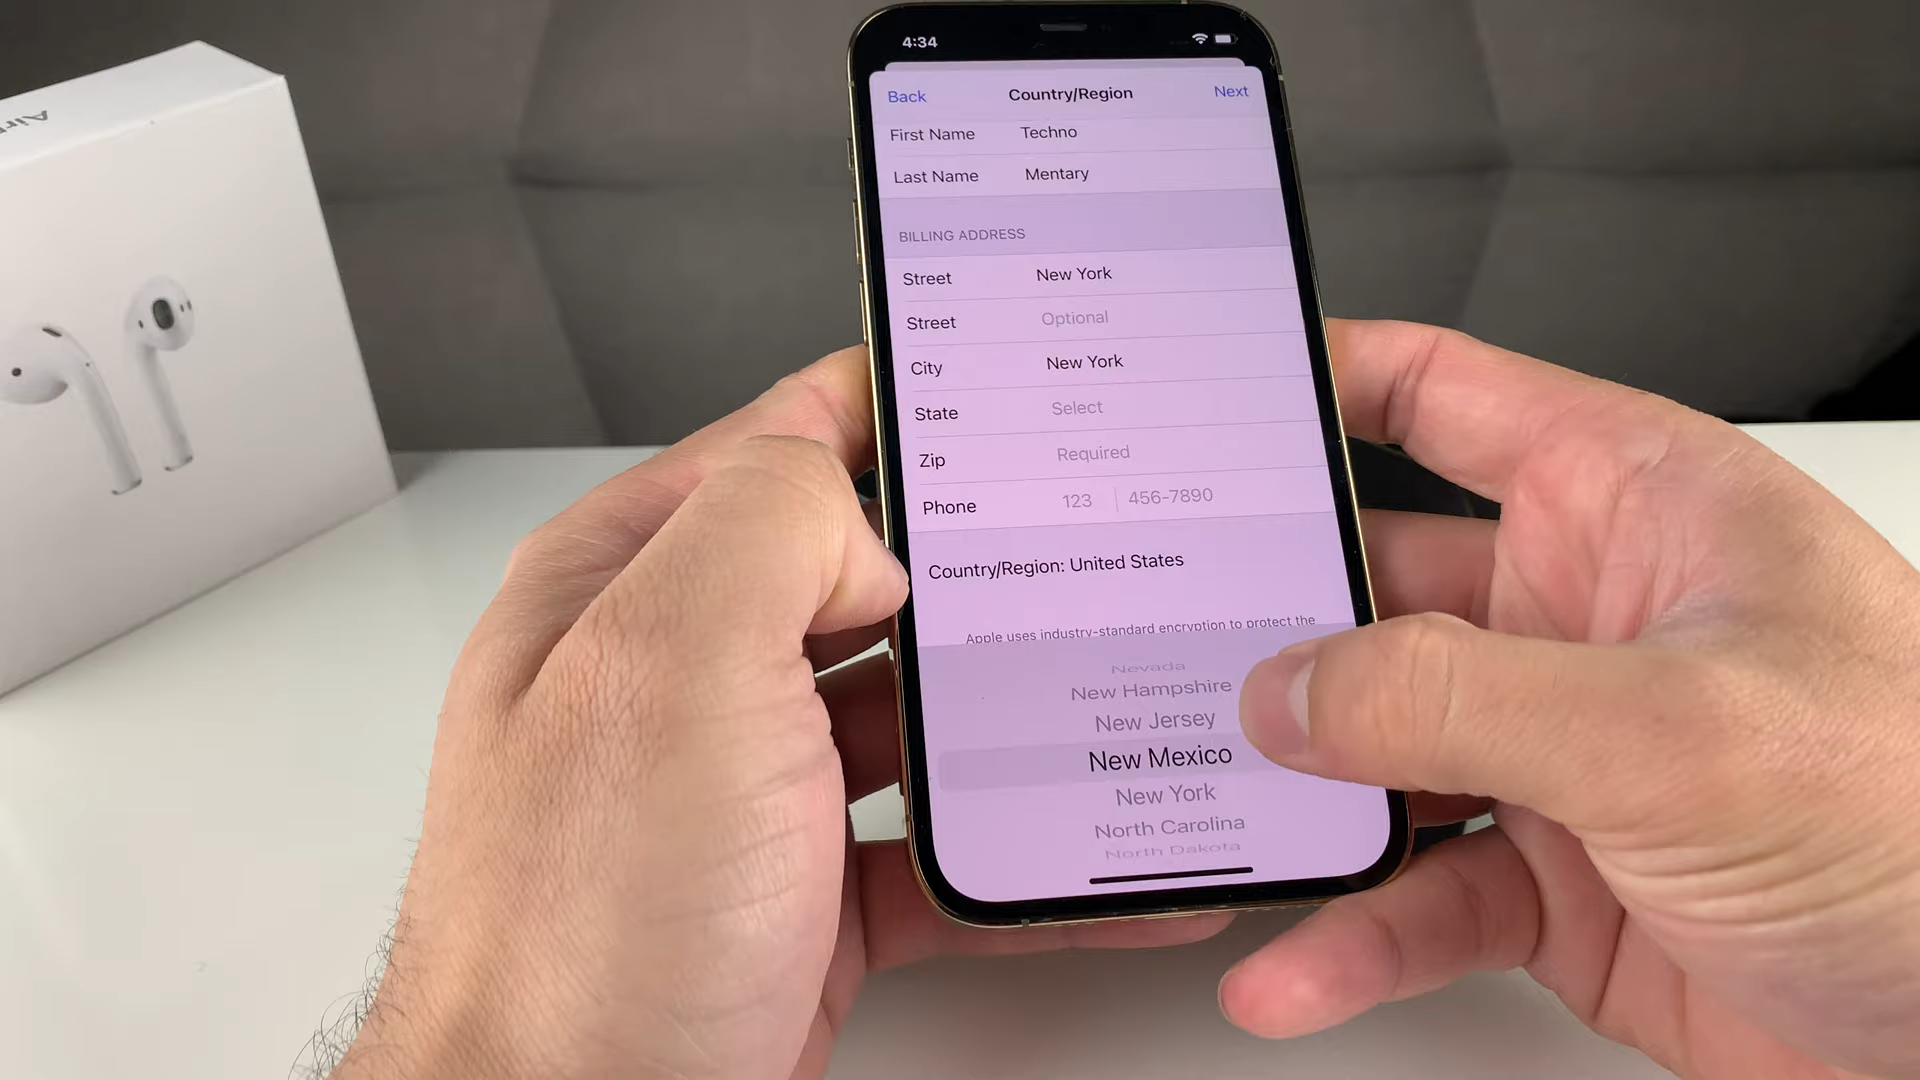 4:34
Back Country/Region Next
First Name Techno
Last Name Mentary
BILLING ADDRESS
Street New York
Street Optional
City New York
State Select
Zip Required
Phone 123 456-7890
Country/Region: United States
Apple uses industry-standard encryption to protect the
Nevada
New Hampshire
New Jersey
New Mexico
New York
North Carolina
North Dakota